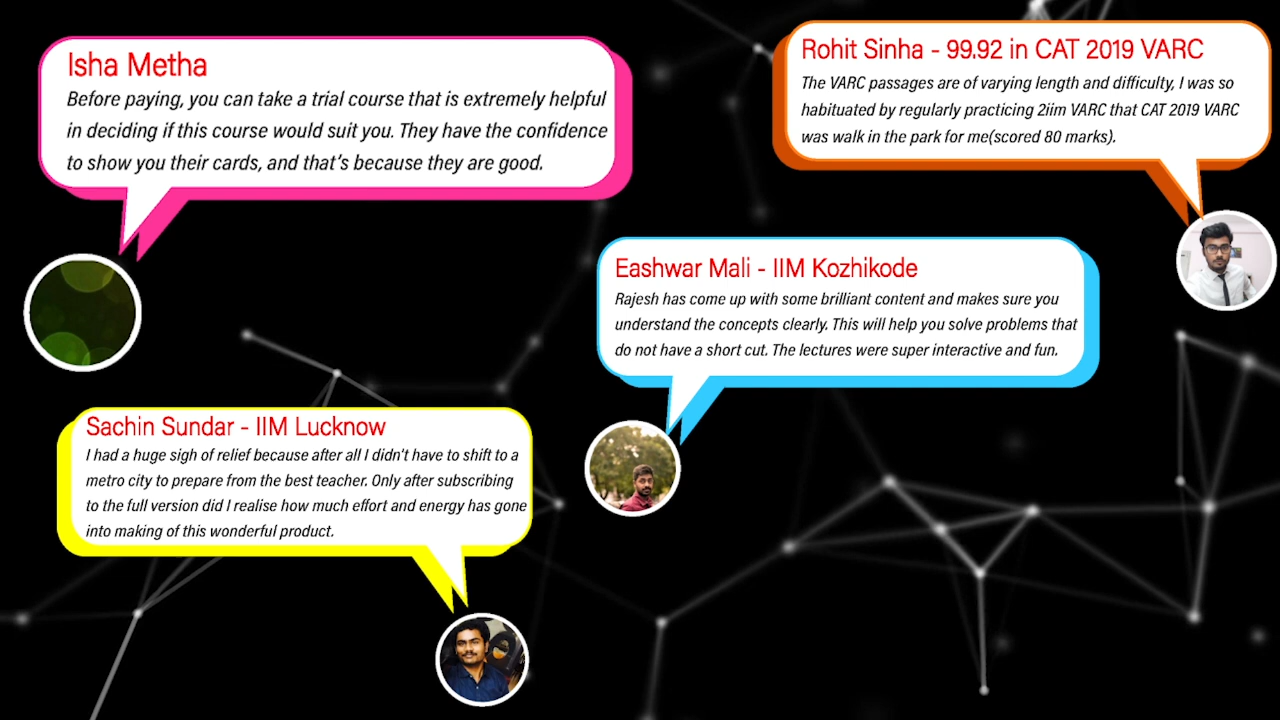 Isha Metha
Before paying, you can take a trial course that is extremely helpful
in deciding if this course would suit you. They have the confidence
to show you their cards, and that's because they are good.
Rohit Sinha - 99.92 in CAT 2019 VARC
The VARC passages are of varying length and difficulty, I was so
habituated by regularly practicing 2iim VARC that CAT 2019 VARC
was walk in the park for me(scored 80 marks).
Eashwar Mali - IIM Kozhikode
Rajesh has come up with some brilliant content and makes sure you
understand the concepts clearly. This will help you solve problems that
do not have a short cut. The lectures were super interactive and fun.
Sachin Sundar - IIM Lucknow
I had a huge sigh of relief because after all I didn't have to shift to a
metro city to prepare from the best teacher. Only after subscribing
to the full version did I realise how much effort and energy has gone
into making of this wonderful product.